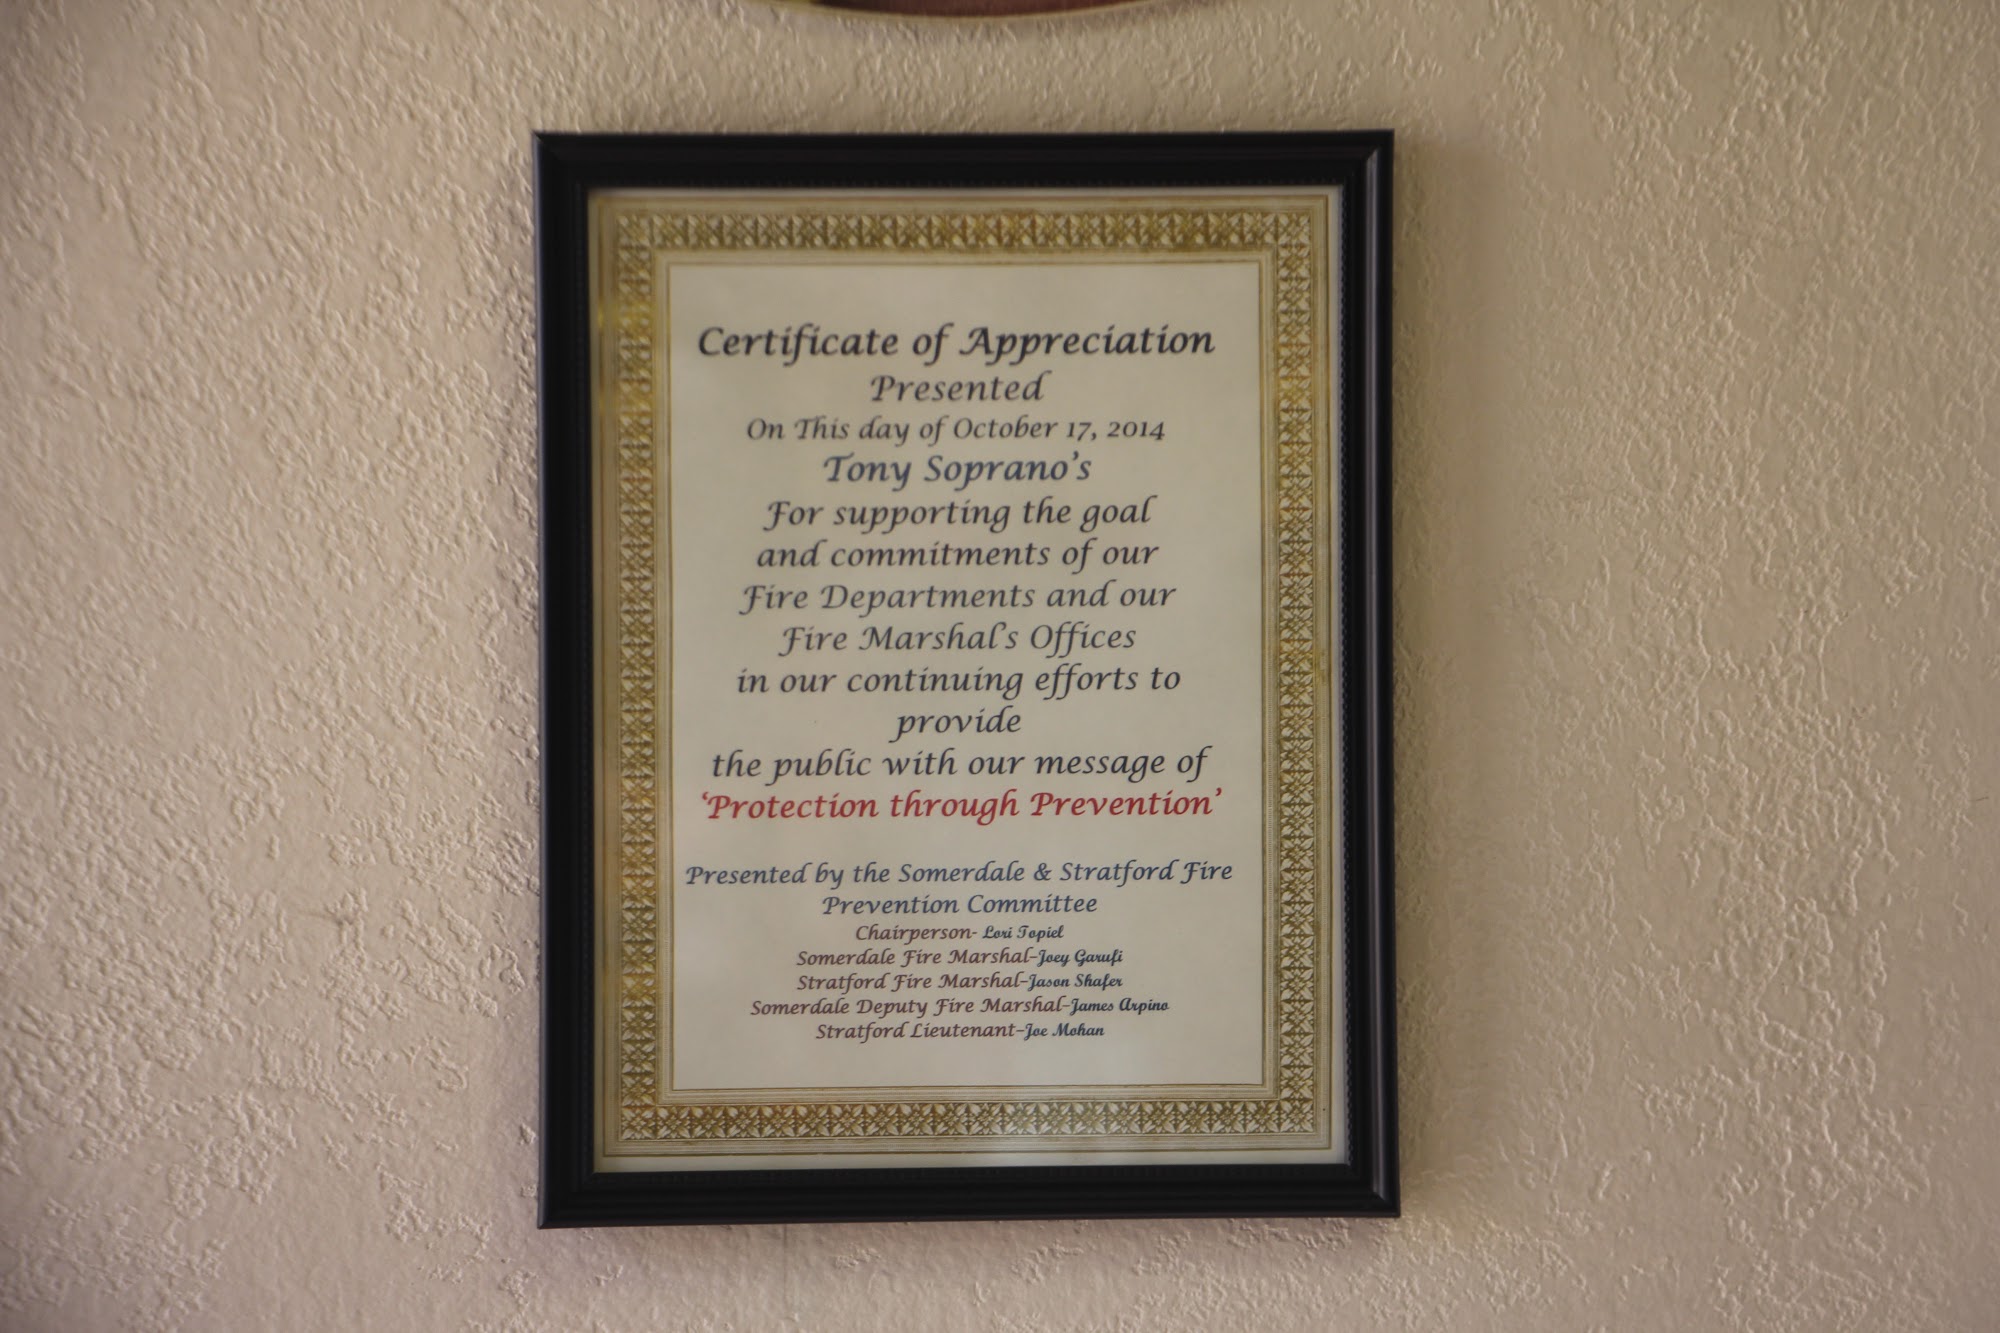 Certificate of Appreciation
Presented
On This day of October 17, 2014
Tony Soprano's
For supporting the goal
and commitments of our
Fire Departments and our
Fire Marshal's Offices
in our continuing efforts to
provide
the public with our message of
‘Protection through Prevention’
Presented by the Somerdale & Stratford Fire
Prevention Committee
Chairperson- Lori Topiel
Somerdale Fire Marshal-Joey Garufi
Stratford Fire Marshal-Jason Shafer
Somerdale Deputy Fire Marshal-James Arpino
Stratford Lieutenant-Joe Mohan